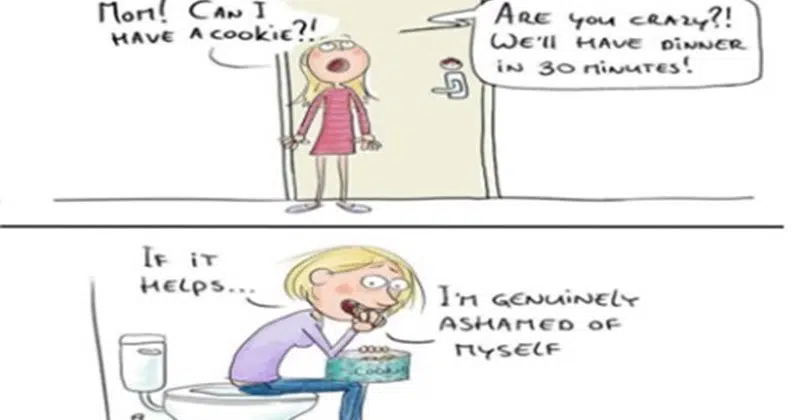 Mom! Can I
have a cookie?!
Are you crazy?!
We'll have dinner
in 30 minutes!
If it
helps...
I'm genuinely
ashamed of
myself
Cookie